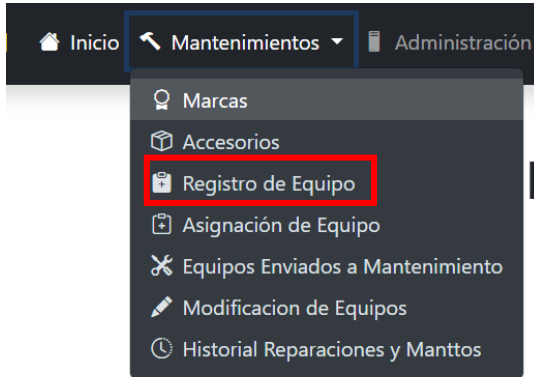 Inicio Mantenimientos Administración
Marcas
Accesorios
Registro de Equipo
Asignación de Equipo
Equipos Enviados a Mantenimiento
Modificacion de Equipos
Historial Reparaciones y Manttos